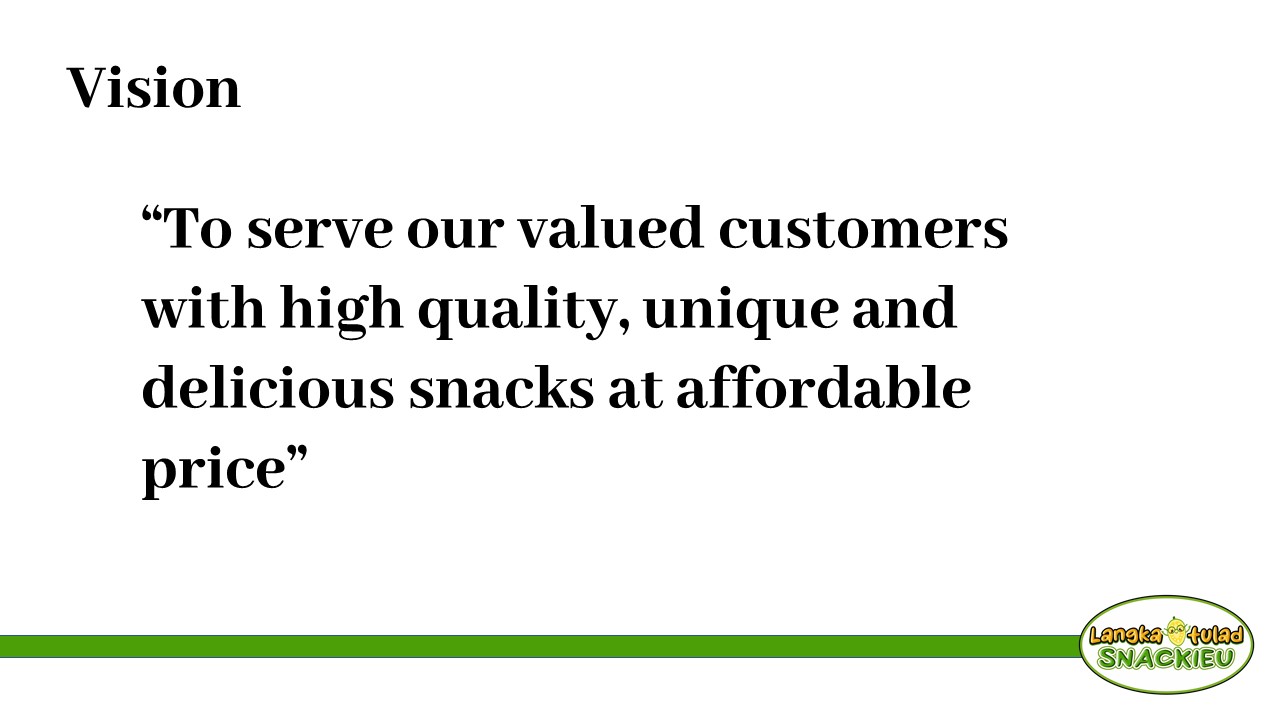 Vision
“To serve our valued customers
with high quality, unique and
delicious snacks at affordable
price”
Langka tulad
SNACKIEU